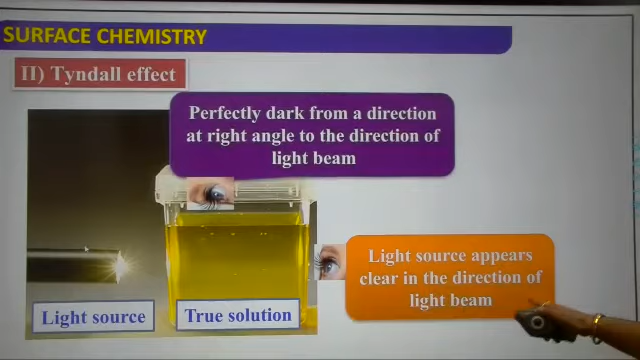 SURFACE CHEMISTRY
II) Tyndall effect
Perfectly dark from a direction
at right angle to the direction of
light beam
Light source appears
clear in the direction of
light beam
Light source
True solution